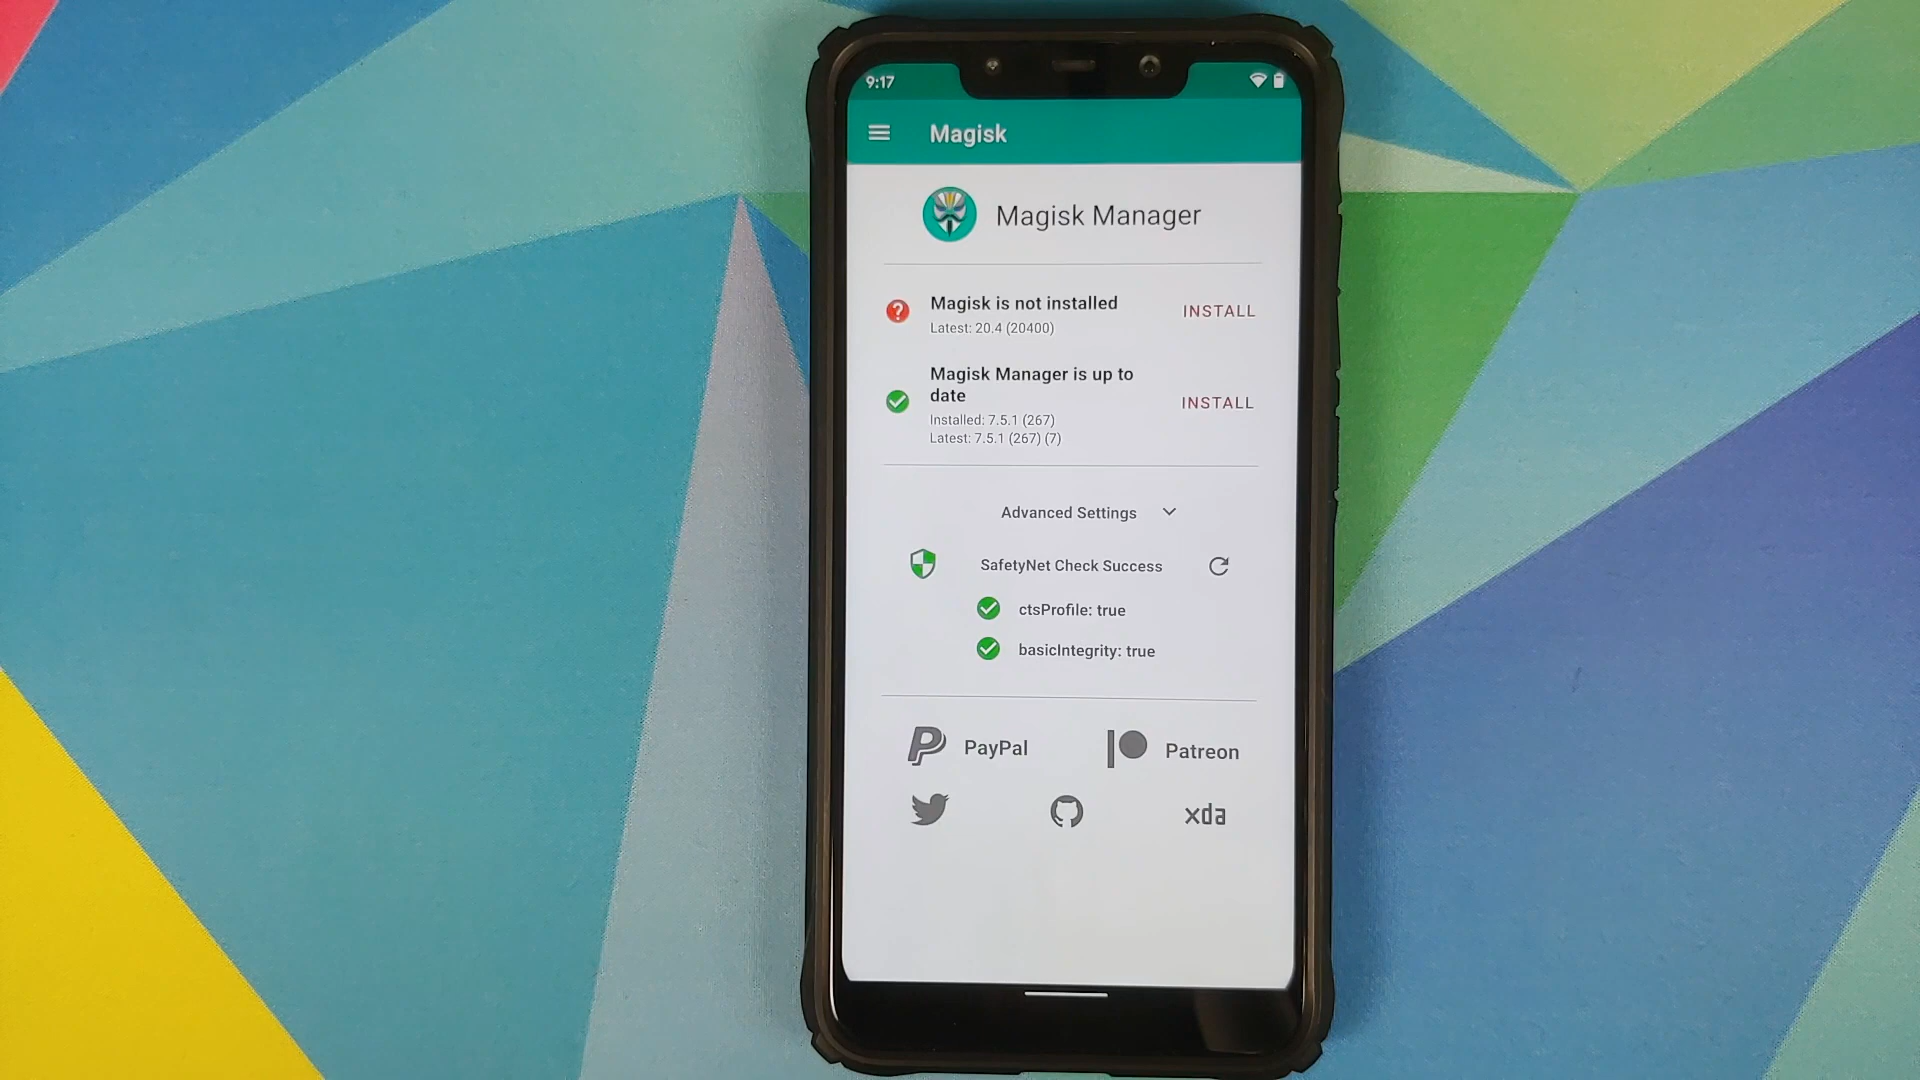 9:17
Magisk
Magisk Manager
Magisk is not installed
INSTALL
Latest: 20.4 (20400)
Magisk Manager is up to
date
INSTALL
Installed: 7.5.1 (267)
Latest: 7.5.1 (267) (7)
Advanced Settings
SafetyNet Check Success
ctsProfile: true
basicIntegrity: true
PayPal
Patreon
xda